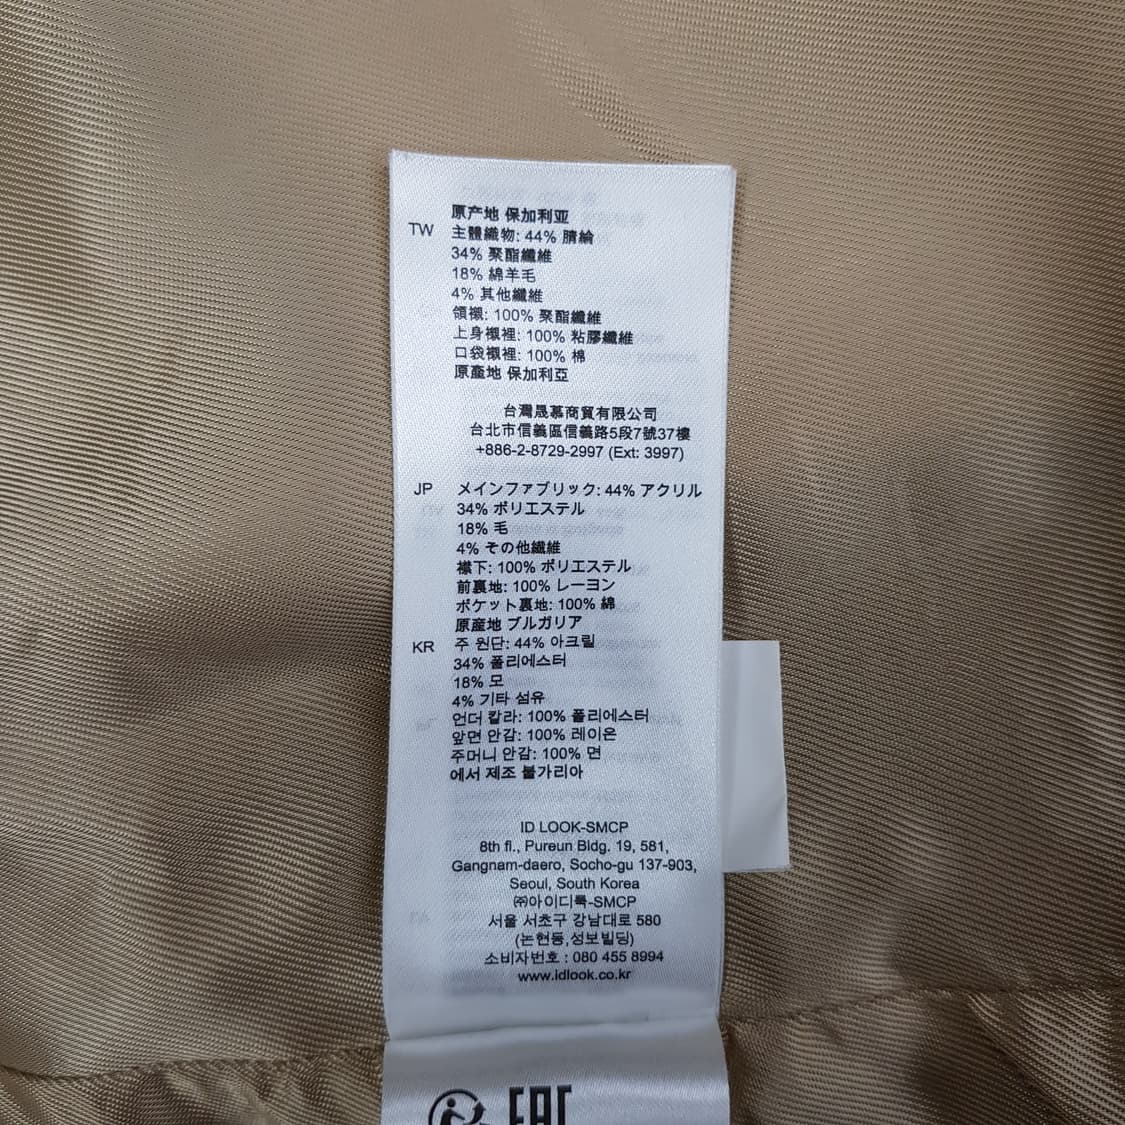 原产地 保加利亚
TW 主體織物: 44% 腈綸
34% 聚酯纖維
18% 綿羊毛
4% 其他纖維
領襯: 100% 聚酯纖維
上身襯裡: 100% 粘膠纖維
口袋襯裡: 100% 棉
原產地 保加利亞
台灣晟慕商貿有限公司
台北市信義區信義路5段7號37樓
+886-2-8729-2997 (Ext: 3997)
JP メインファブリック: 44% アクリル
34% ポリエステル
18% 毛
4% その他繊維
襟下: 100% ポリエステル
前裏地: 100% レーヨン
ポケット裏地: 100% 綿
原産地 ブルガリア
KR 주 원단: 44% 아크릴
34% 폴리에스터
18% 모
4% 기타 섬유
언더 칼라: 100% 폴리에스터
앞면 안감: 100% 레이온
주머니 안감: 100% 면
에서 제조 불가리아
ID LOOK-SMCP
8th fl., Pureun Bldg. 19, 581,
Gangnam-daero, Socho-gu 137-903,
Seoul, South Korea
㈜아이디룩-SMCP
서울 서초구 강남대로 580
(논현동,성보빌딩)
소비자번호 : 080 455 8994
www.idlook.co.kr
EAC